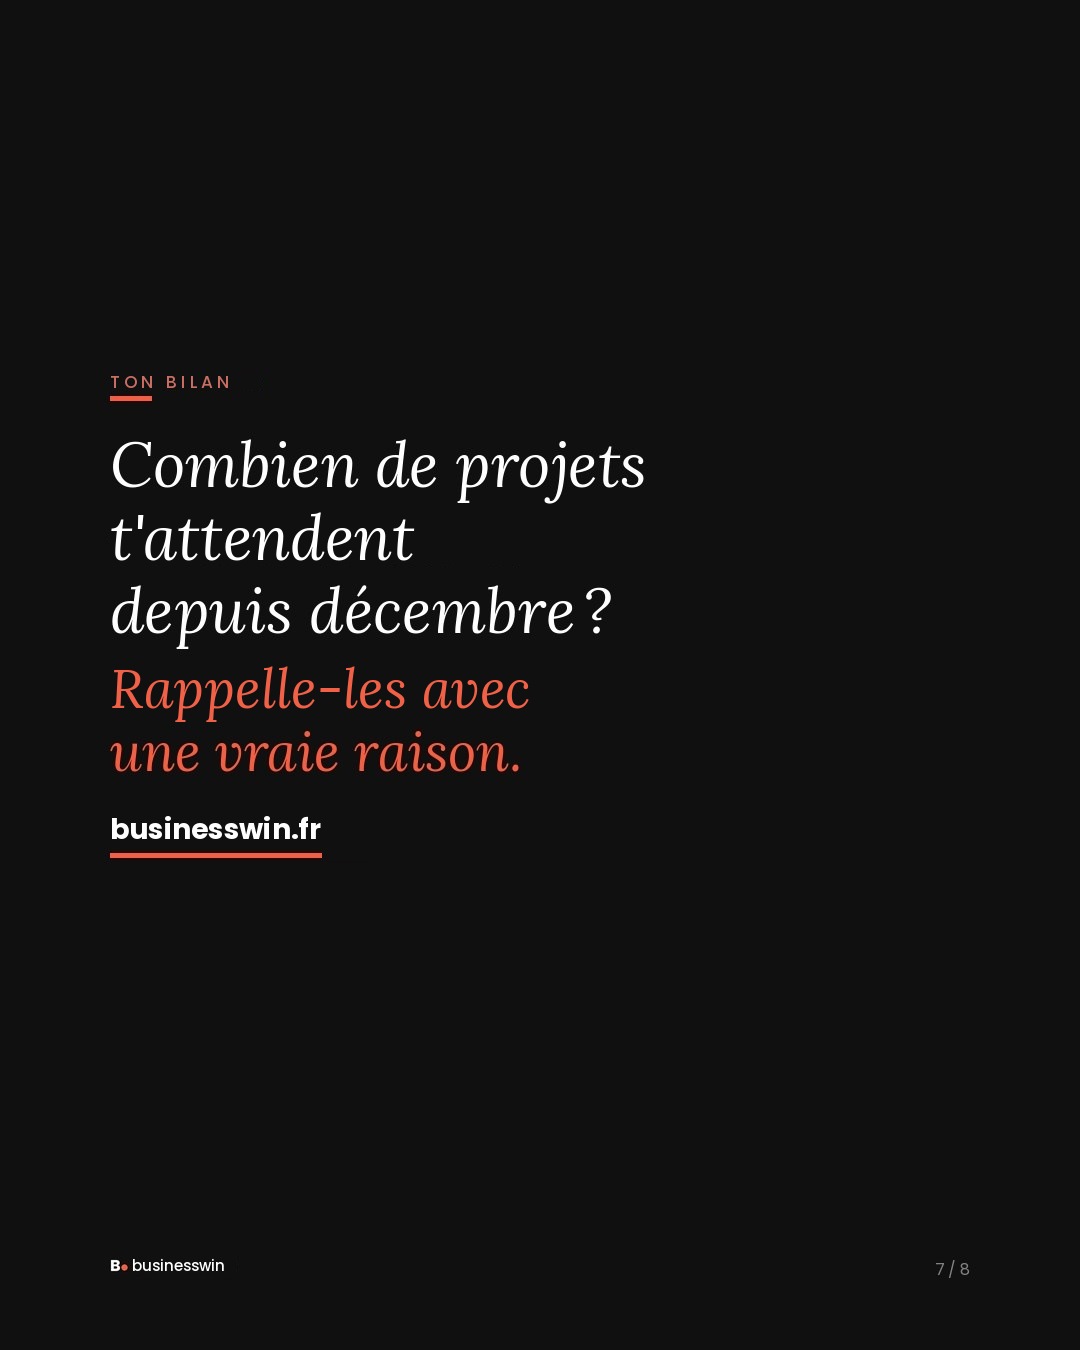 TON BILAN
Combien de projets
t'attendent
depuis décembre ?
Rappelle-les avec
une vraie raison.
businesswin.fr
B• businesswin
7 / 8